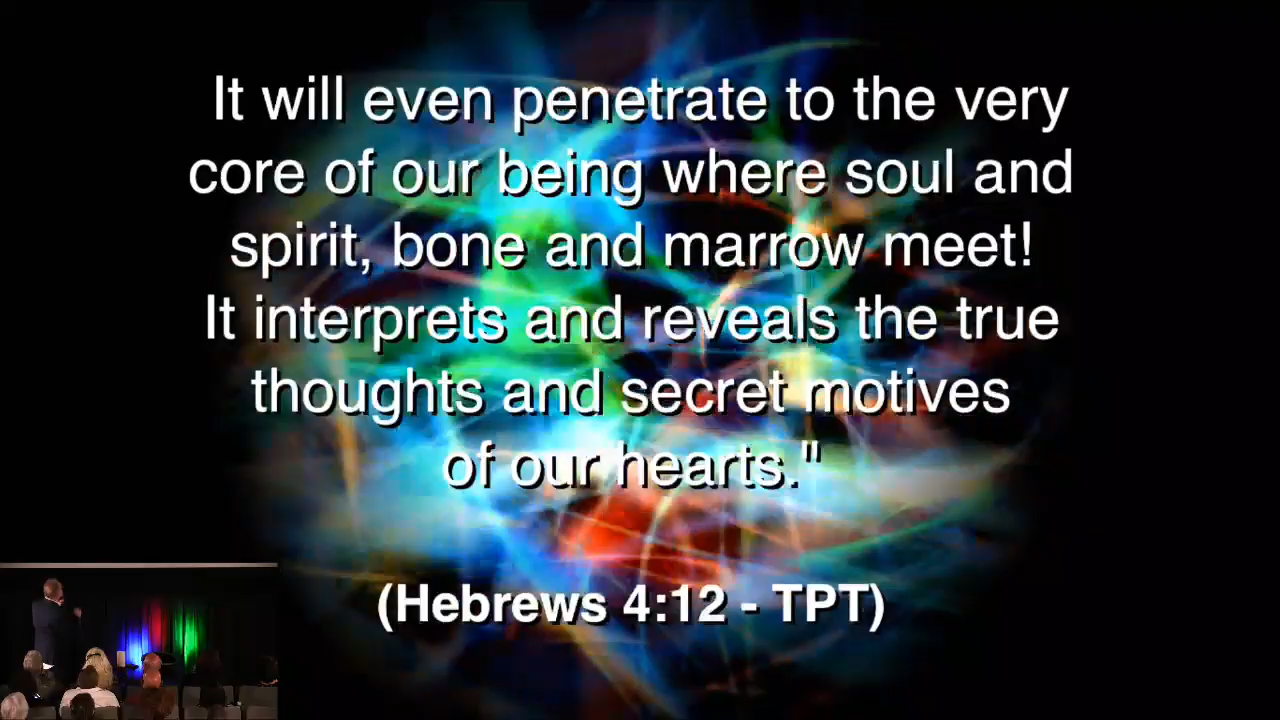 It will even penetrate to the very
core of our being where soul and
spirit, bone and marrow meet!
It interprets and reveals the true
thoughts and secret motives
of our hearts."
(Hebrews 4:12 - TPT)